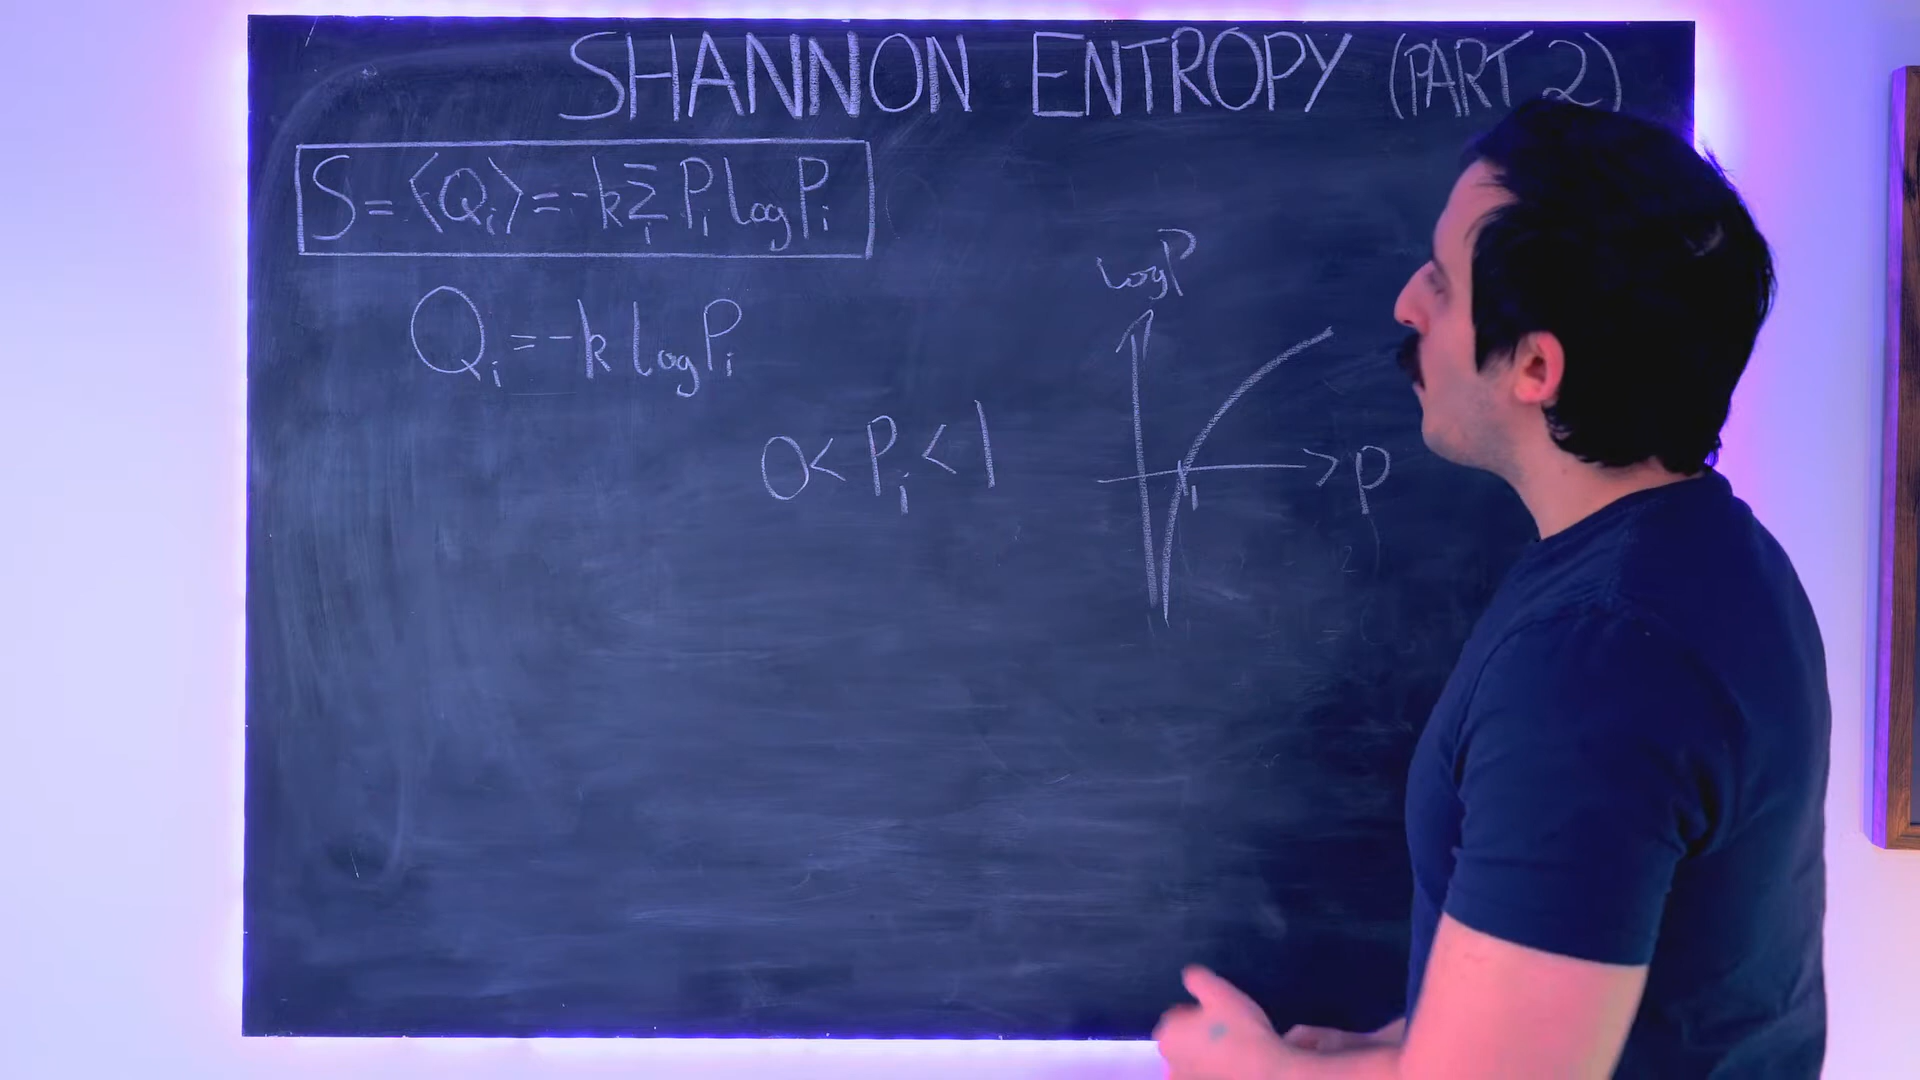 SHANNON ENTROPY (PART 2)
S = ⟨Qᵢ⟩ = -k Σᵢ Pᵢ log Pᵢ
Qᵢ = -k log Pᵢ
0 < Pᵢ < 1
log P
1
P